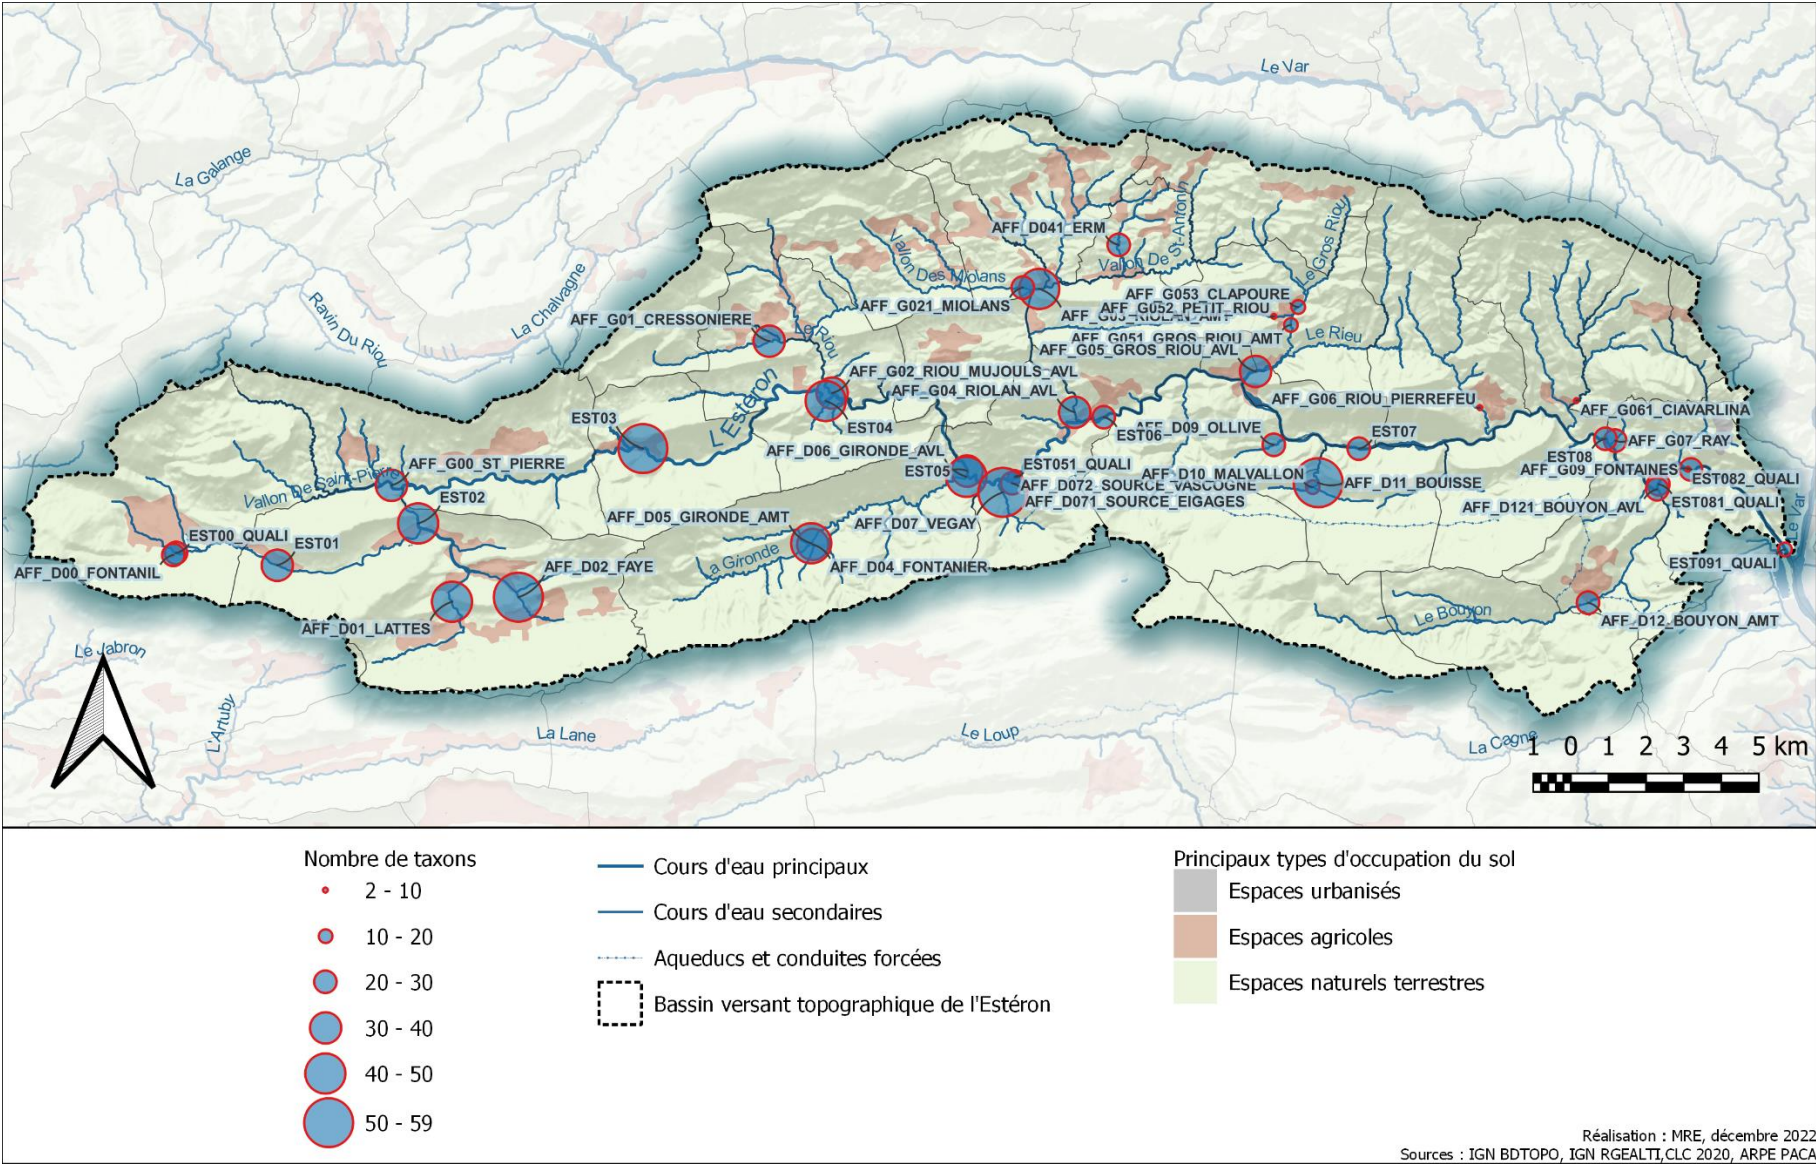 Le Var
La Galange
La Chalvagne
Ravin Du Riou
AFF_D041_ERM
Vallon De St-Antonin
Vallon Des Miolans
Le Gros Riou
AFF_G053_CLAPOURE
AFF_G021_MIOLANS
AFF_G052_PETIT_RIOU
AFF_G03_RIOLAN_AMT
AFF_G01_CRESSONIERE
Le Riou
AFF_G051_GROS_RIOU_AMT
Le Rieu
AFF_G05_GROS_RIOU_AVL
AFF_G02_RIOU_MUJOULS_AVL
AFF_G04_RIOLAN_AVL
AFF_G06_RIOU_PIERREFEU
L'Estéron
EST03
EST04
AFF_G061_CIAVARLINA
EST06
AFF_D09_OLLIVE
EST07
AFF_G07_RAY
AFF_D06_GIRONDE_AVL
EST08
AFF_G00_ST_PIERRE
EST05
EST051_QUALI
AFF_D10_MALVALLON
AFF_G09_FONTAINES
Vallon De Saint-Pierre
AFF_D072_SOURCE_VASCOGNE
AFF_D11_BOUISSE
EST082_QUALI
EST02
AFF_D071_SOURCE_EIGAGES
AFF_D121_BOUYON_AVL
EST081_QUALI
AFF_D05_GIRONDE_AMT
AFF_D07_VEGAY
Le Var
EST00_QUALI
EST01
La Gironde
AFF_D00_FONTANIL
AFF_D02_FAYE
AFF_D04_FONTANIER
EST091_QUALI
AFF_D01_LATTES
Le Bouyon
AFF_D12_BOUYON_AMT
Le Jabron
L'Artuby
La Lane
Le Loup
La Cagne
1 0 1 2 3 4 5 km
Nombre de taxons
2 - 10
10 - 20
20 - 30
30 - 40
40 - 50
50 - 59
Cours d'eau principaux
Cours d'eau secondaires
Aqueducs et conduites forcées
Bassin versant topographique de l'Estéron
Principaux types d'occupation du sol
Espaces urbanisés
Espaces agricoles
Espaces naturels terrestres
Réalisation : MRE, décembre 2022
Sources : IGN BDTOPO, IGN RGEALTI,CLC 2020, ARPE PACA